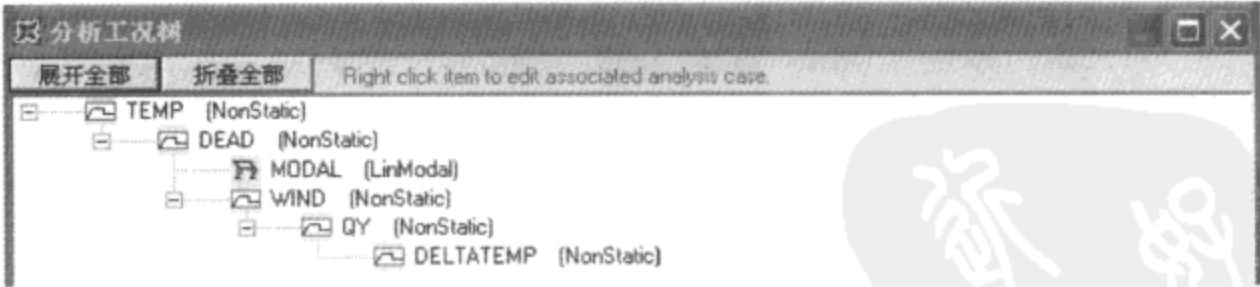 分析工况树
展开全部 折叠全部 Right click item to edit associated analysis case.
TEMP (NonStatic)
DEAD (NonStatic)
MODAL (LinModal)
WIND (NonStatic)
QY (NonStatic)
DELTATEMP (NonStatic)